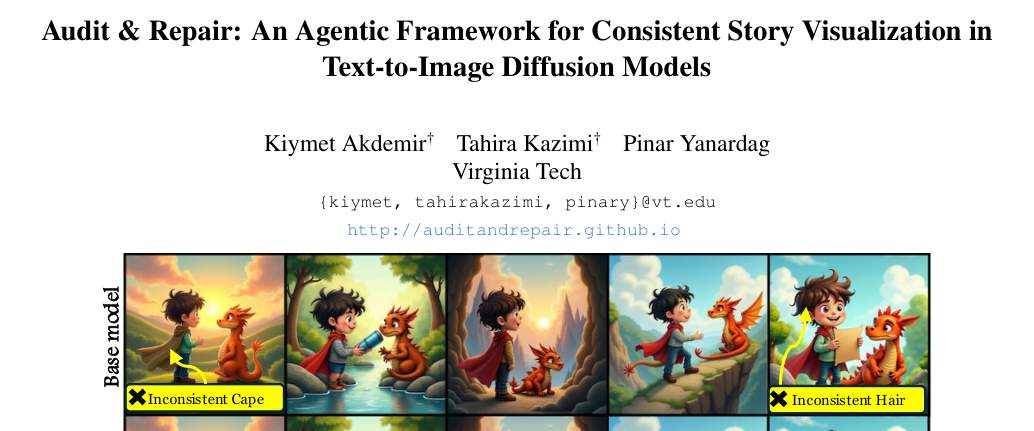 Audit & Repair: An Agentic Framework for Consistent Story Visualization in
Text-to-Image Diffusion Models
Kiymet Akdemir† Tahira Kazimi† Pinar Yanardag
Virginia Tech
{kiymet, tahirakazimi, pinary}@vt.edu
http://auditandrepair.github.io
Base model
Inconsistent Cape
Inconsistent Hair